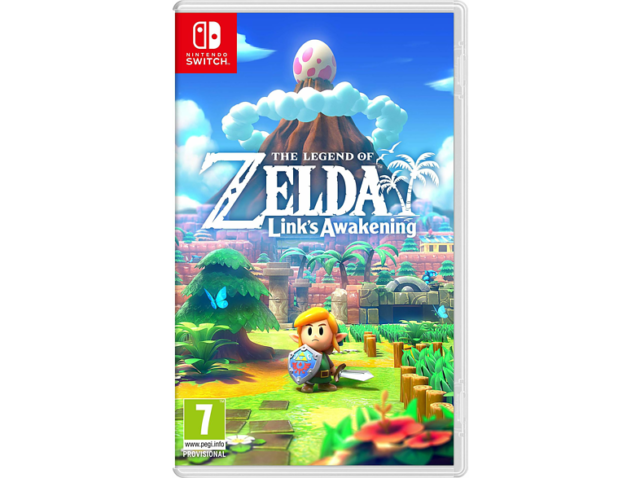 NINTENDO
SWITCH
THE LEGEND OF
ZELDA
Link's Awakening
7
www.pegi.info
PROVISIONAL